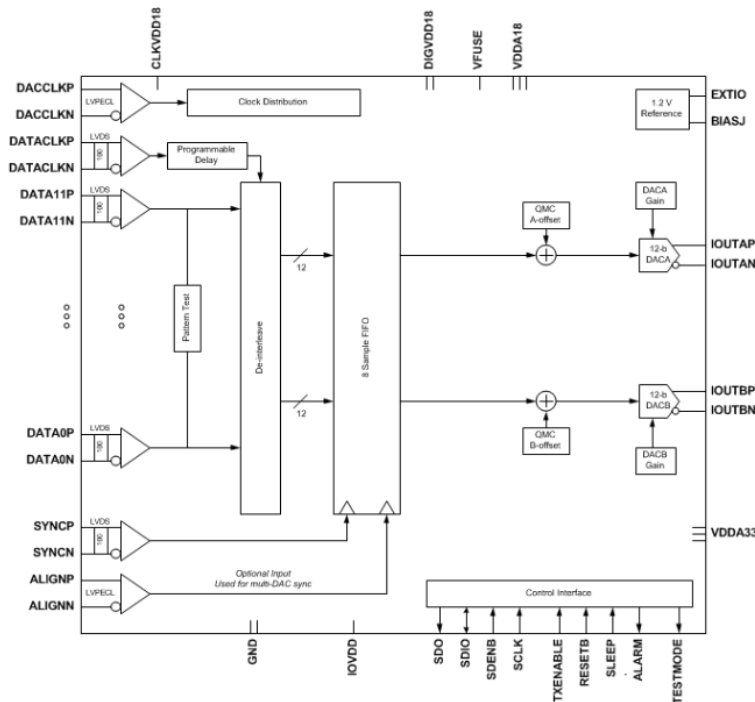 CLKVDD18
DIGVDD18
VFUSE
VDDA18
DACCLKP
LVPECL
DACCLKN
Clock Distribution
1.2 V
Reference
EXTIO
BIASJ
DATACLKP
LVDS
100
DATACLKN
Programmable
Delay
DATA11P
LVDS
100
DATA11N
Pattern Test
De-interleave
12
12
8 Sample FIFO
QMC
A-offset
DACA
Gain
12-b
DACA
IOUTAP
IOUTAN
12-b
DACB
IOUTBP
IOUTBN
QMC
B-offset
DACB
Gain
DATA0P
LVDS
100
DATA0N
SYNCP
LVDS
100
SYNCN
VDDA33
ALIGNP
LVPECL
ALIGNN
Optional Input
Used for multi-DAC sync
Control Interface
GND
IOVDD
SDO
SDIO
SDENB
SCLK
TXENABLE
RESETB
SLEEP
ALARM
TESTMODE